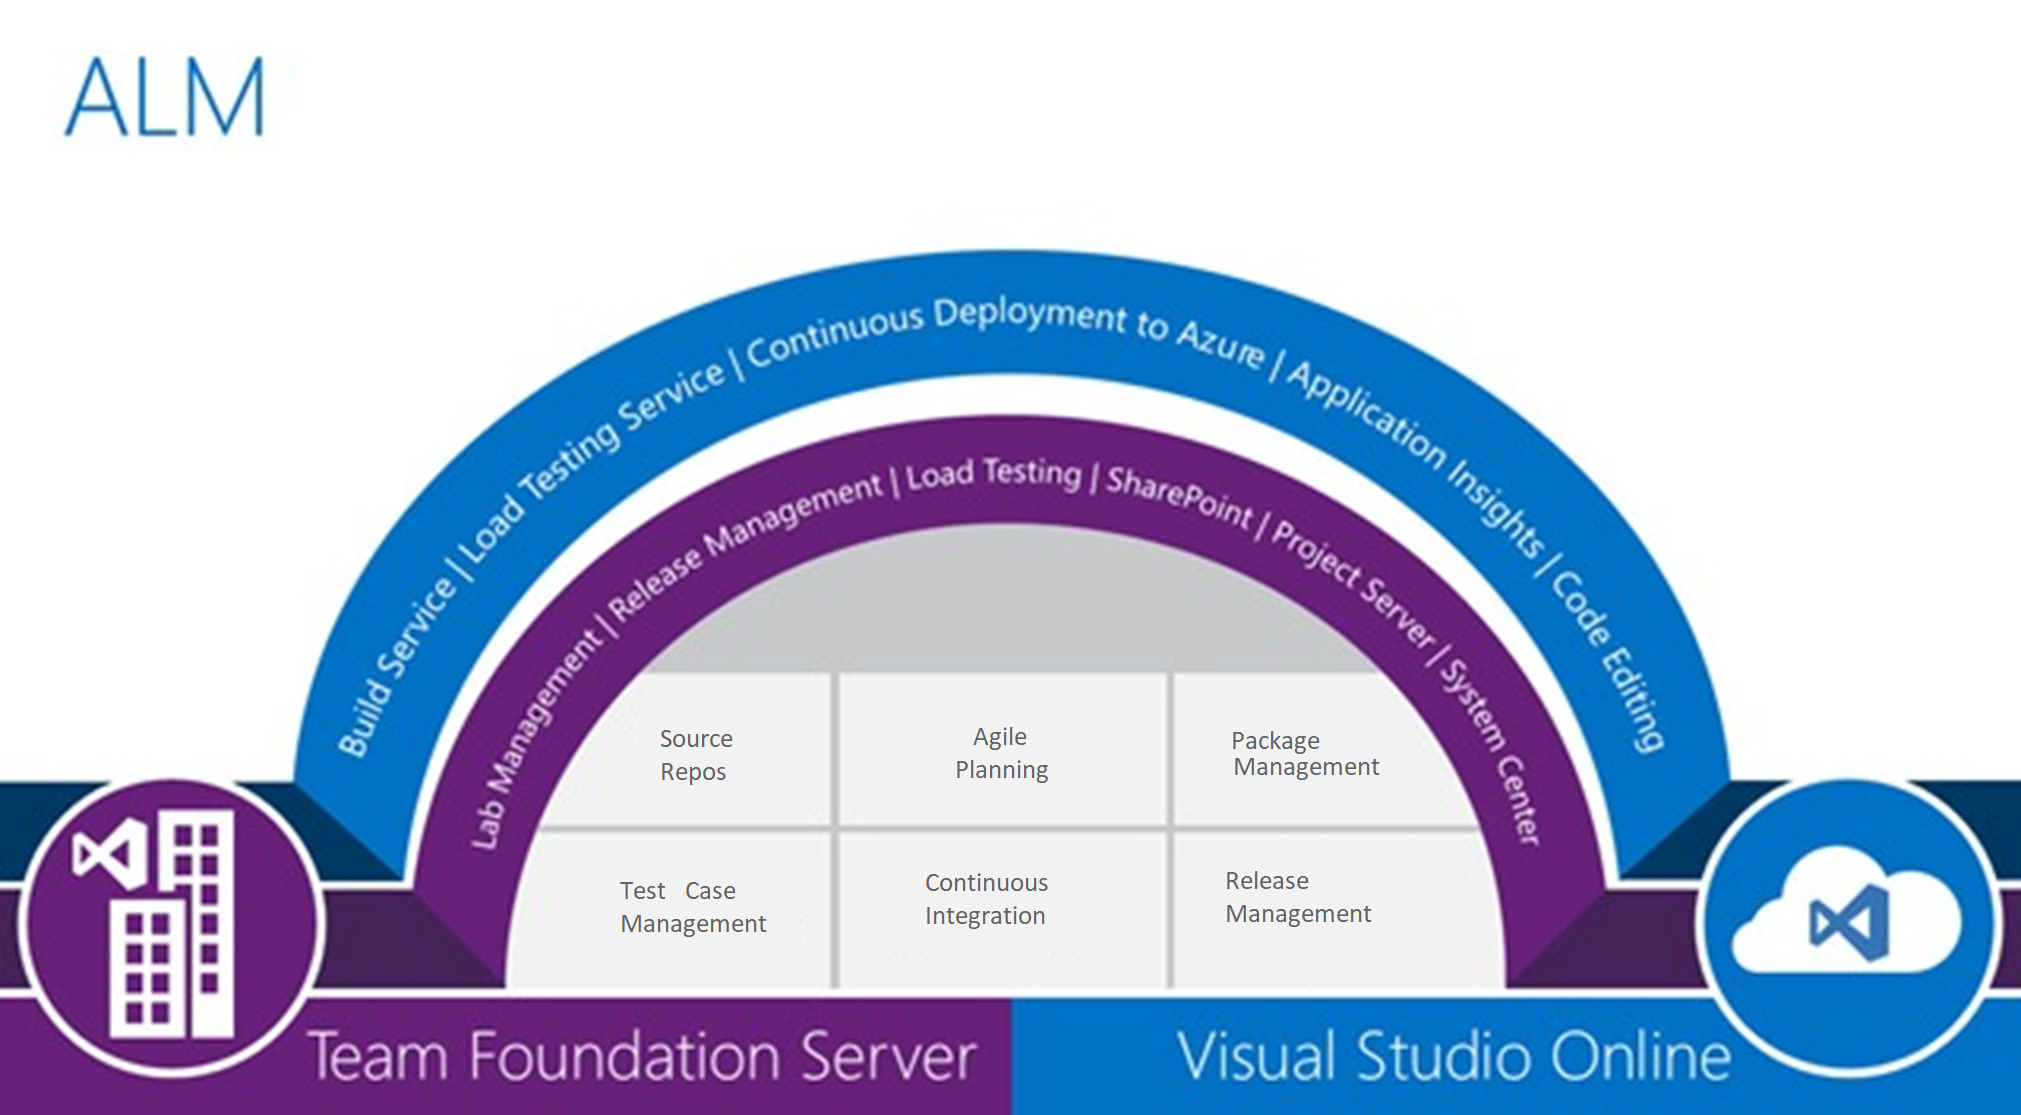 ALM
Build Service | Load Testing Service | Continuous Deployment to Azure | Application Insights | Code Editing
Lab Management | Release Management | Load Testing | SharePoint | Project Server | System Center
Source
Repos
Agile
Planning
Package
Management
Test Case
Management
Continuous
Integration
Release
Management
Team Foundation Server
Visual Studio Online